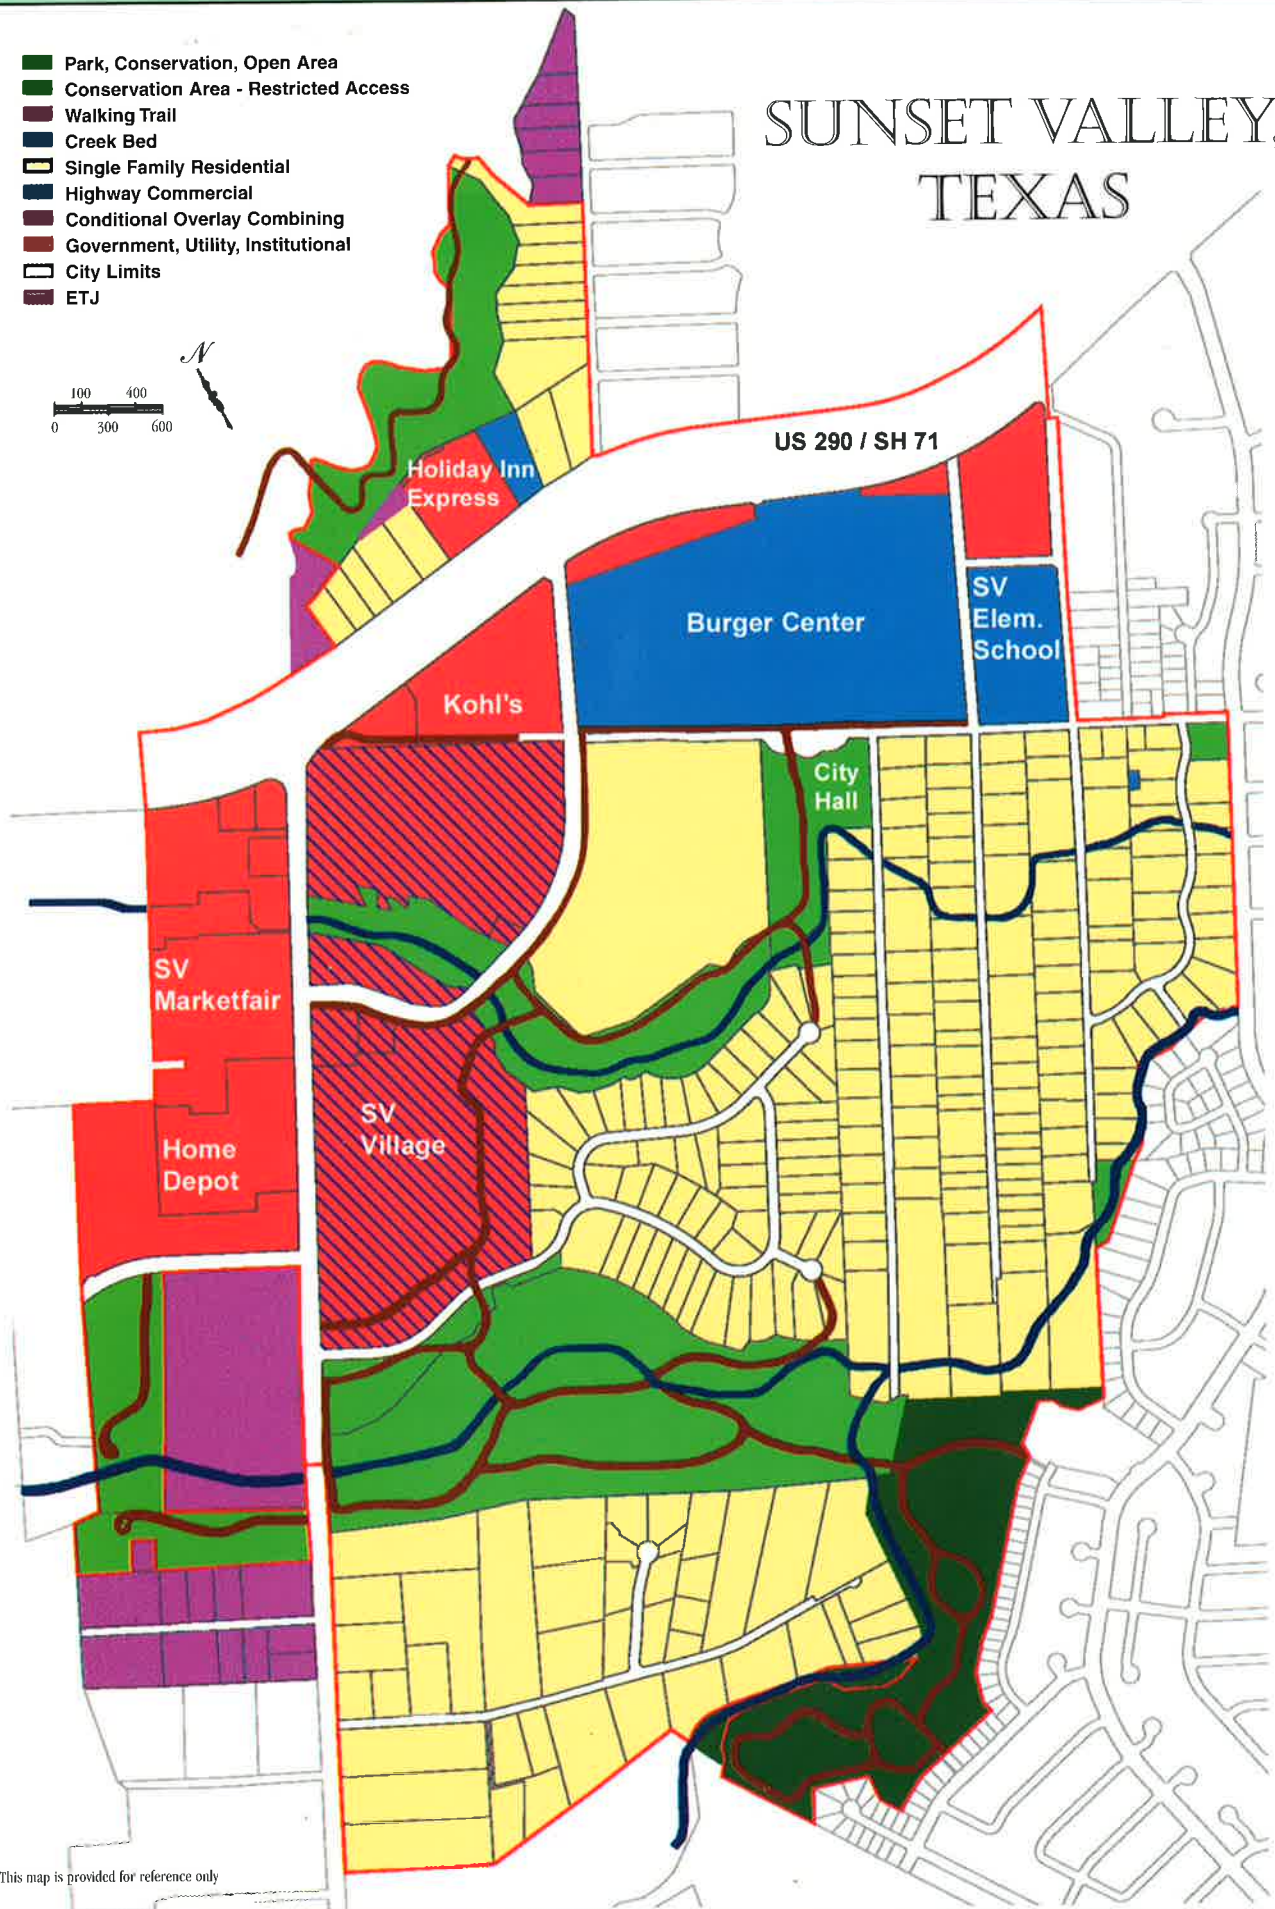 Park, Conservation, Open Area
Conservation Area - Restricted Access
Walking Trail
Creek Bed
Single Family Residential
Highway Commercial
Conditional Overlay Combining
Government, Utility, Institutional
City Limits
ETJ
SUNSET VALLEY,
TEXAS
N
100 400
0 300 600
US 290 / SH 71
Holiday Inn
Express
Burger Center
SV
Elem.
School
Kohl's
City
Hall
SV
Marketfair
SV
Village
Home
Depot
This map is provided for reference only